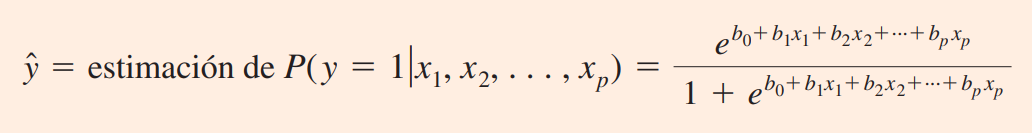 ŷ = estimación de P(y = 1|x₁, x₂, . . . , xₚ) = e^(b₀+b₁x₁+b₂x₂+⋯+bₚxₚ) / (1 + e^(b₀+b₁x₁+b₂x₂+⋯+bₚxₚ))